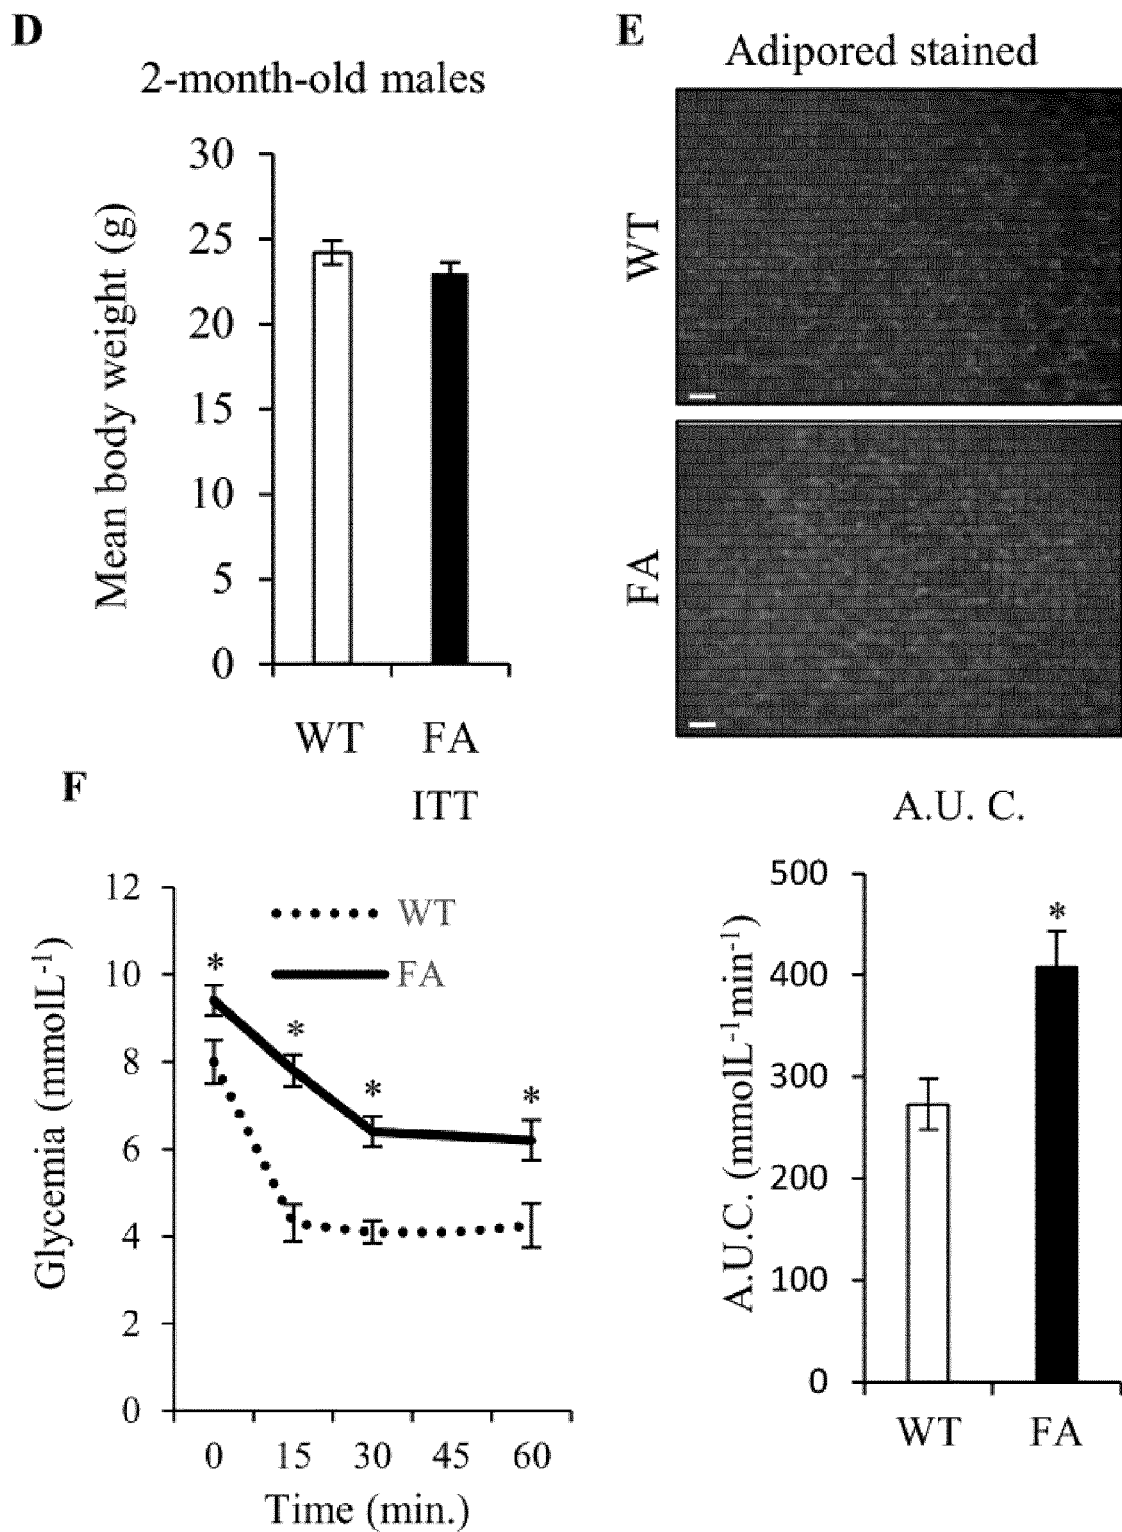 D
2-month-old males
Mean body weight (g)
30
25
20
15
10
5
0
WT FA
E
Adipored stained
WT
FA
F
ITT
Glycemia (mmolL⁻¹)
12
10
8
6
4
2
0
WT
FA
*
*
*
*
0 15 30 45 60
Time (min.)
A.U. C.
A.U.C. (mmolL⁻¹min⁻¹)
500
400
300
200
100
0
*
WT FA